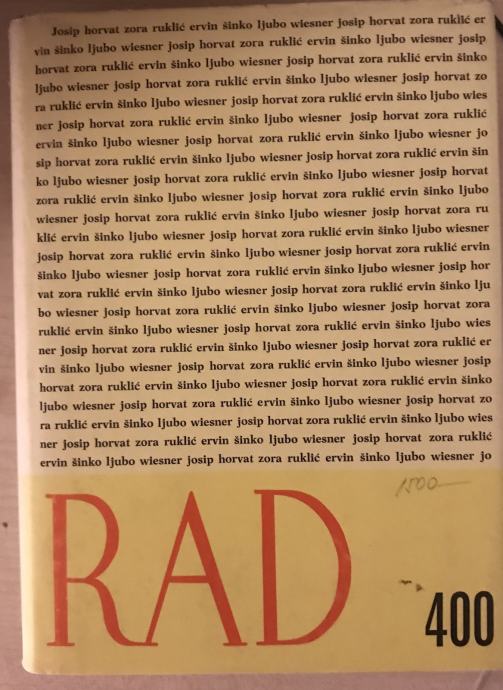 Josip horvat zora ruklić ervin šinko ljubo wiesner josip horvat zora ruklić er
vin šinko ljubo wiesner josip horvat zora ruklić ervin šinko ljubo wiesner josip
horvat zora ruklić ervin šinko ljubo wiesner josip horvat zora ruklić ervin šinko
ljubo wiesner josip horvat zora ruklić ervin šinko ljubo wiesner josip horvat zo
ra ruklić ervin šinko ljubo wiesner josip horvat zora ruklić ervin šinko ljubo wies
ner josip horvat zora ruklić ervin šinko ljubo wiesner josip horvat zora ruklić
ervin šinko ljubo wiesner josip horvat zora ruklić ervin šinko ljubo wiesner jo
sip horvat zora ruklić ervin šinko ljubo wiesner josip horvat zora ruklić ervin šin
ko ljubo wiesner josip horvat zora ruklić ervin šinko ljubo wiesner josip horvat
zora ruklić ervin šinko ljubo wiesner josip horvat zora ruklić ervin šinko ljubo
wiesner josip horvat zora ruklić ervin šinko ljubo wiesner josip horvat zora ru
klić ervin šinko ljubo wiesner josip horvat zora ruklić ervin šinko ljubo wiesner
josip horvat zora ruklić ervin šinko ljubo wiesner josip horvat zora ruklić ervin
šinko ljubo wiesner josip horvat zora ruklić ervin šinko ljubo wiesner josip hor
vat zora ruklić ervin šinko ljubo wiesner josip horvat zora ruklić ervin šinko lju
bo wiesner josip horvat zora ruklić ervin šinko ljubo wiesner josip horvat zora
ruklić ervin šinko ljubo wiesner josip horvat zora ruklić ervin šinko ljubo wies
ner josip horvat zora ruklić ervin šinko ljubo wiesner josip horvat zora ruklić er
vin šinko ljubo wiesner josip horvat zora ruklić ervin šinko ljubo wiesner josip
horvat zora ruklić ervin šinko ljubo wiesner josip horvat zora ruklić ervin šinko
ljubo wiesner josip horvat zora ruklić ervin šinko ljubo wiesner josip horvat zo
ra ruklić ervin šinko ljubo wiesner josip horvat zora ruklić ervin šinko ljubo wies
ner josip horvat zora ruklić ervin šinko ljubo wiesner josip horvat zora ruklić
ervin šinko ljubo wiesner josip horvat zora ruklić ervin šinko ljubo wiesner jo
1500—
RAD
400